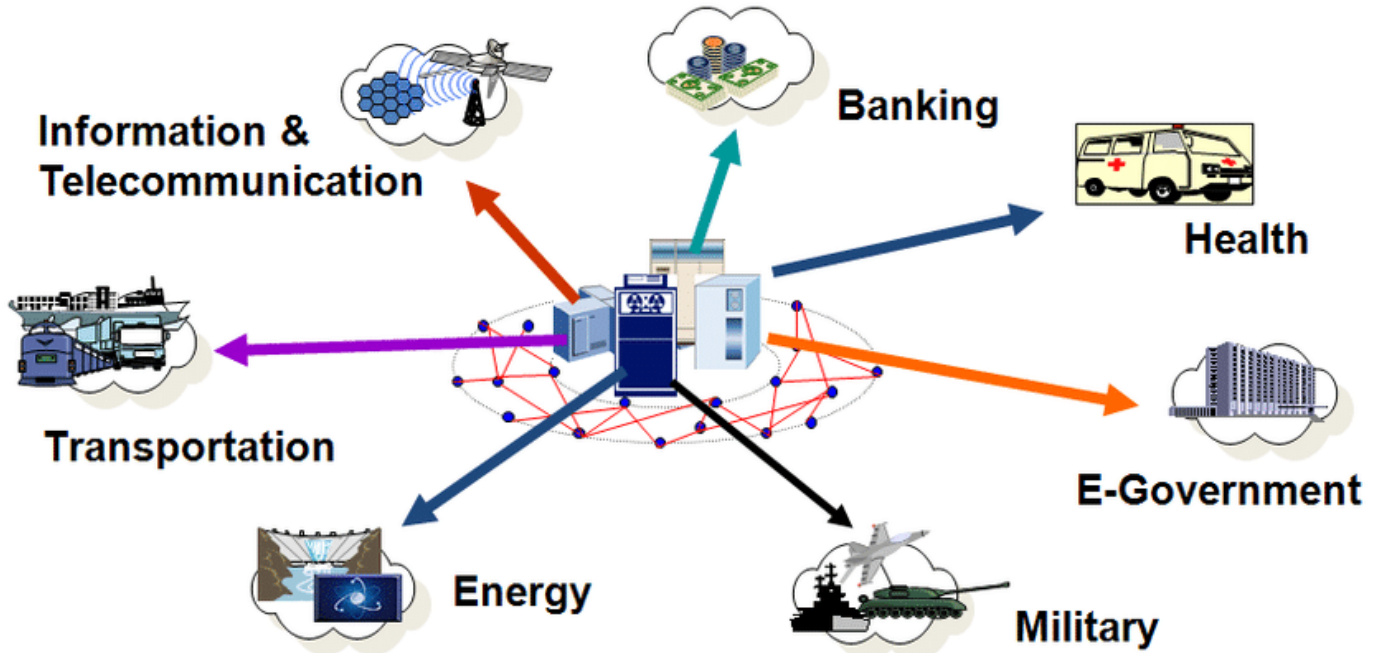 Banking
Information &
Telecommunication
Health
Transportation
E-Government
Energy
Military